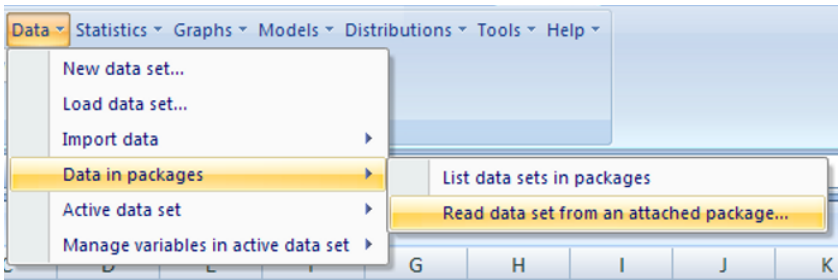 Data Statistics Graphs Models Distributions Tools Help
New data set...
Load data set...
Import data
Data in packages
List data sets in packages
Active data set
Read data set from an attached package...
Manage variables in active data set
G H I J K